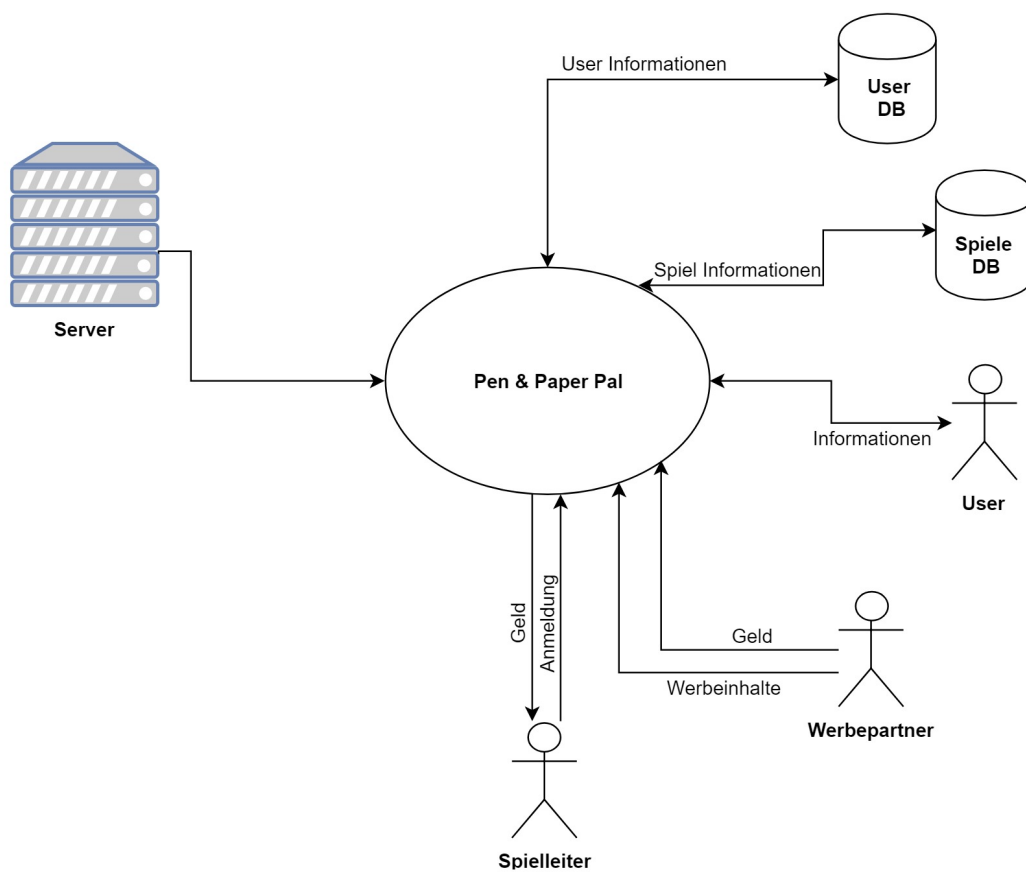 User Informationen
User
DB
Spiele
DB
Spiel Informationen
Server
Pen & Paper Pal
Informationen
User
Geld
Anmeldung
Geld
Werbeinhalte
Werbepartner
Spielleiter